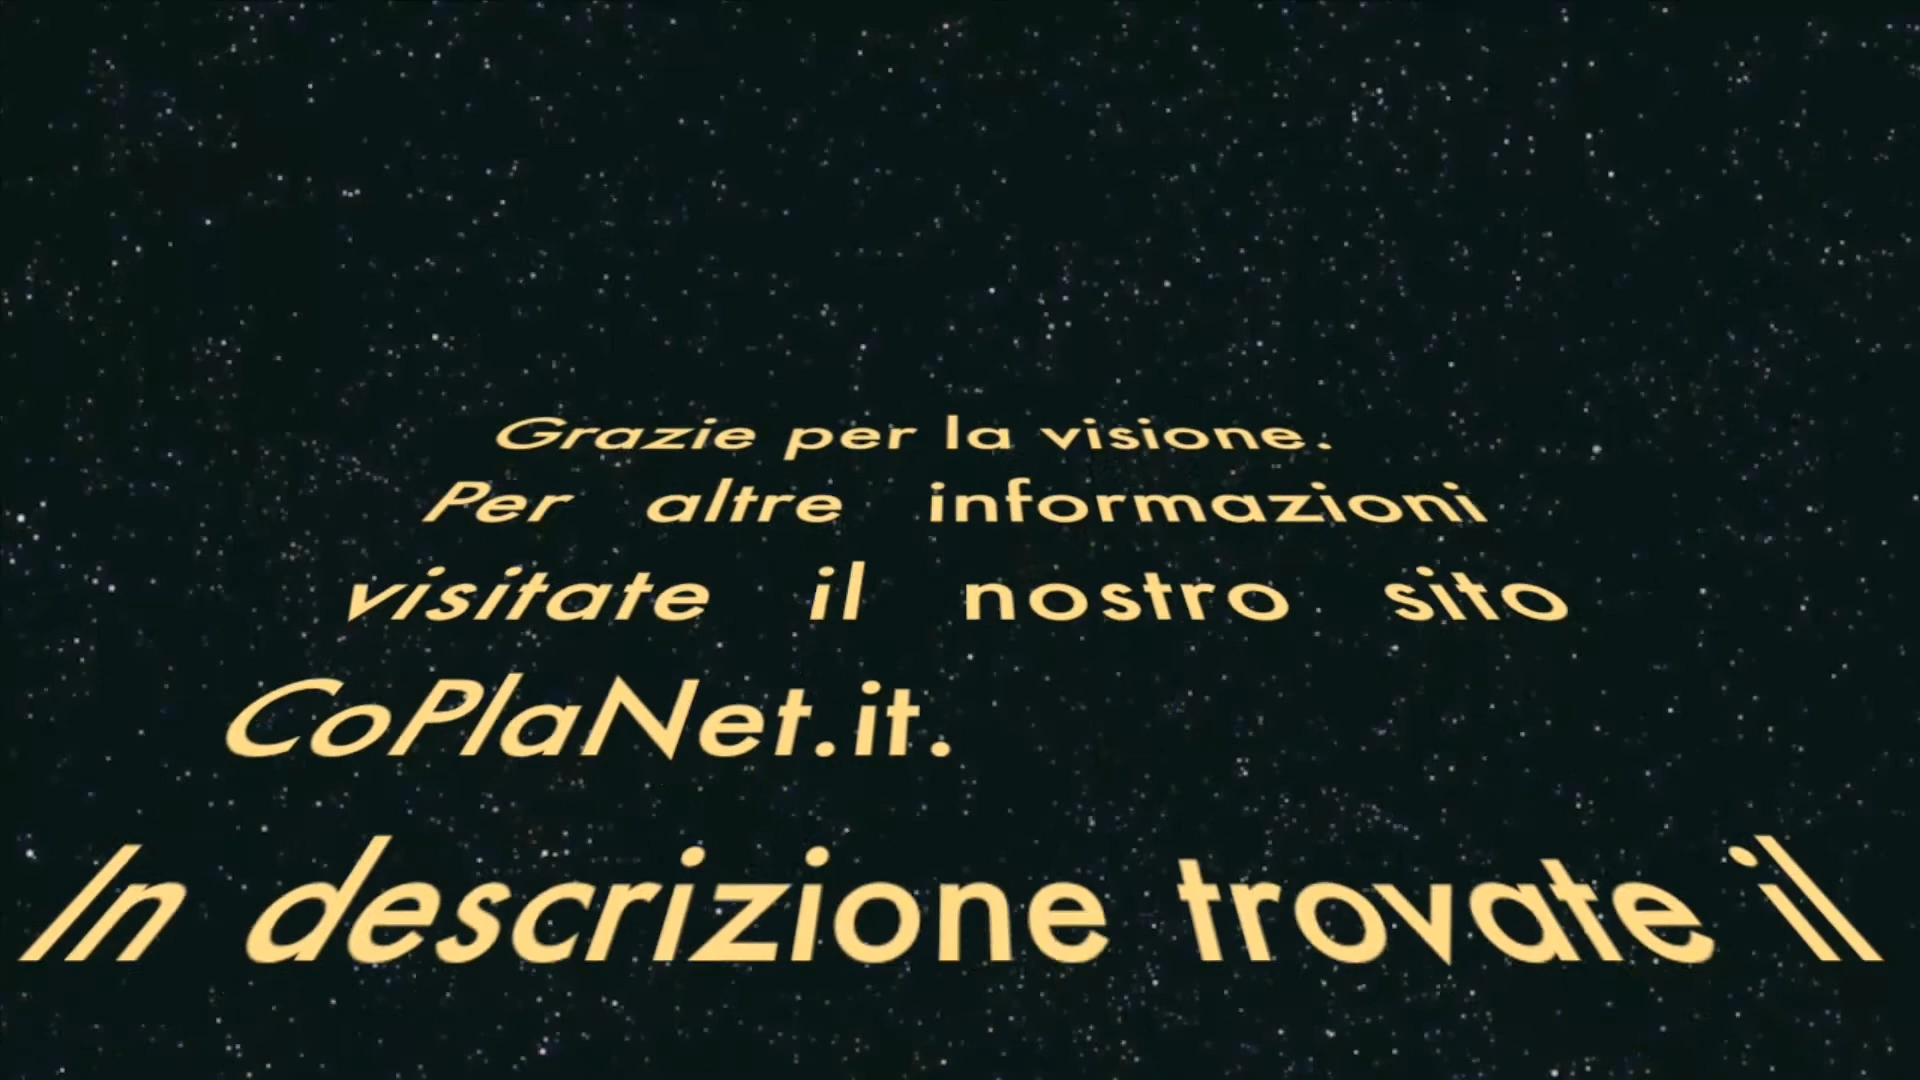 Grazie per la visione.
Per altre informazioni
visitate il nostro sito
CoPlaNet.it.
In descrizione trovate il